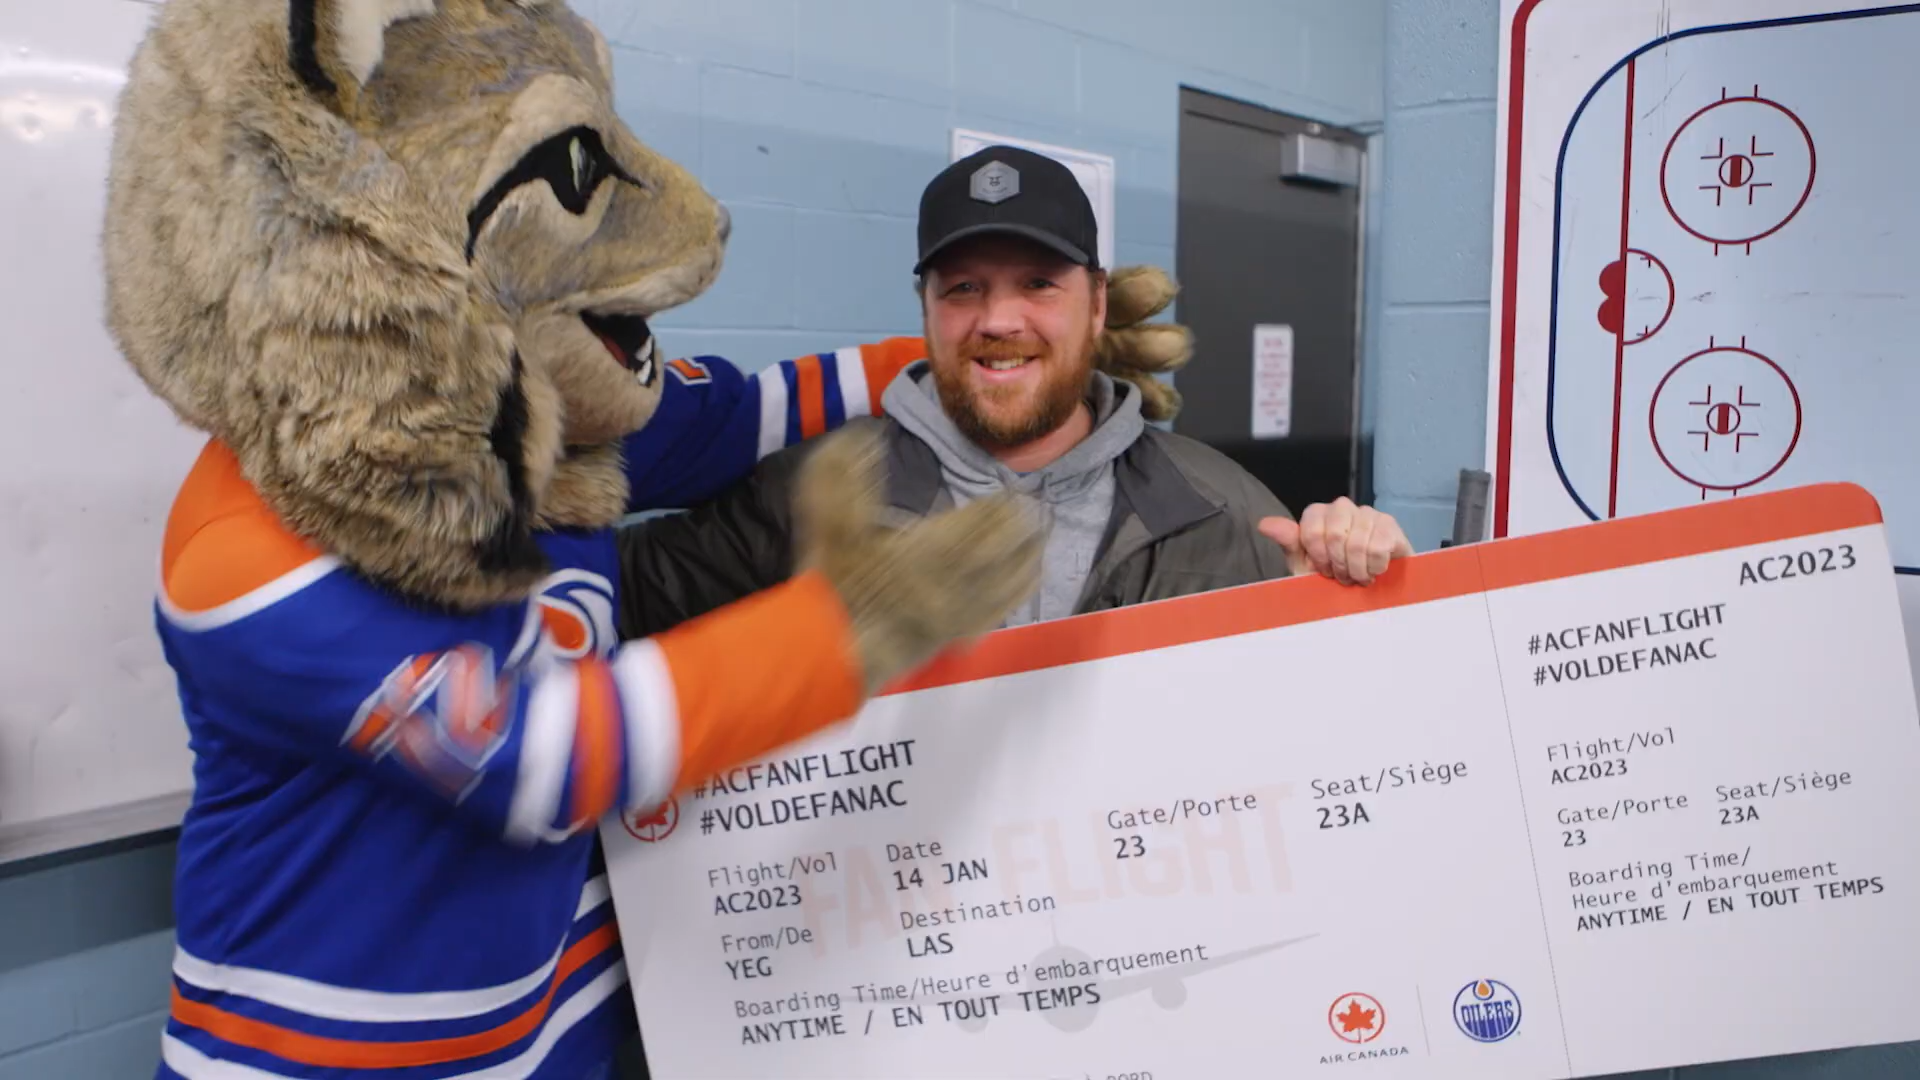 AC2023
#ACFANFLIGHT
#VOLDEFANAC
Flight/Vol
AC2023
Gate/Porte Seat/Siège
23 23A
Boarding Time/
Heure d'embarquement
ANYTIME / EN TOUT TEMPS
#ACFANFLIGHT
#VOLDEFANAC
FAN FLIGHT
Flight/Vol Date Gate/Porte Seat/Siège
AC2023 14 JAN 23 23A
From/De Destination
YEG LAS
Boarding Time/Heure d'embarquement
ANYTIME / EN TOUT TEMPS
AIR CANADA
OILERS